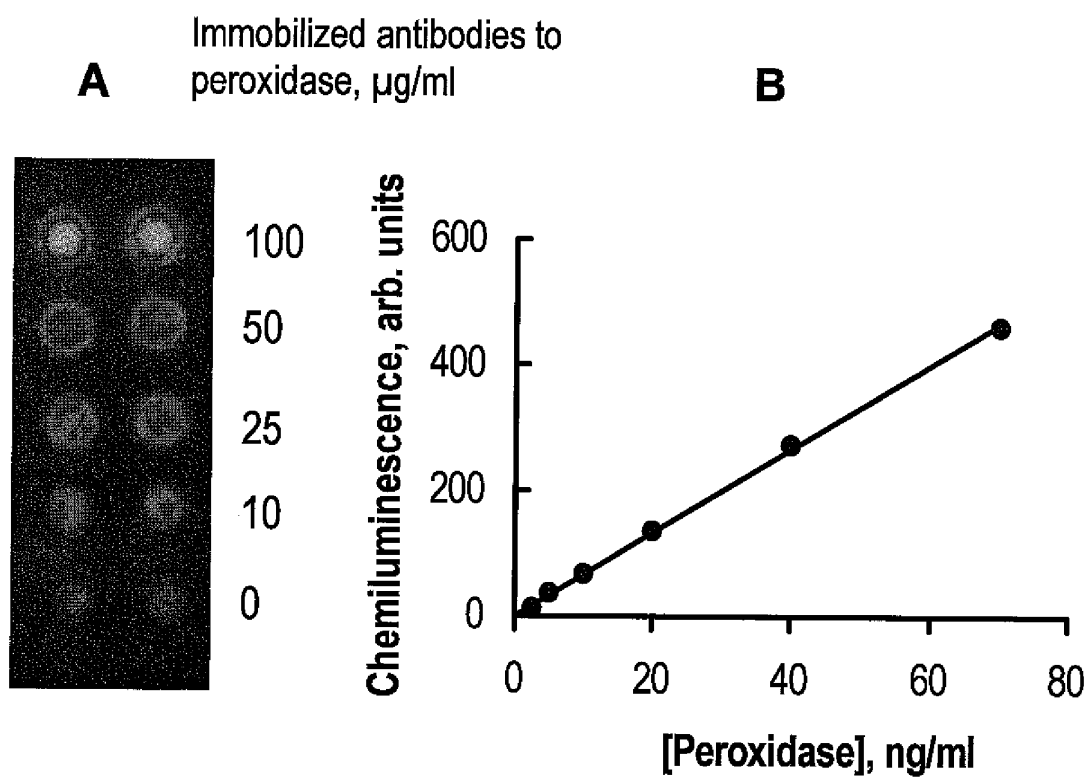 Immobilized antibodies to
peroxidase, µg/ml
A
100
50
25
10
0
B
Chemiluminescence, arb. units
600
400
200
0
0 20 40 60 80
[Peroxidase], ng/ml